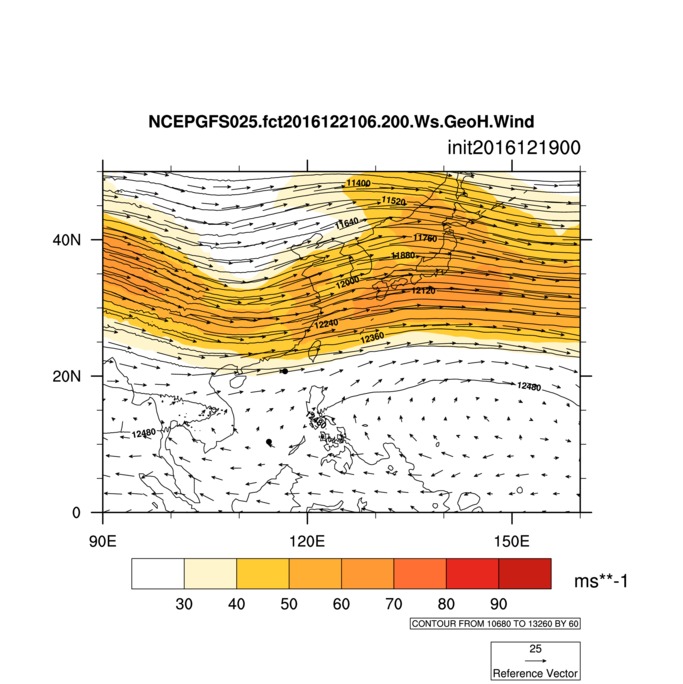 NCEPGFS025.fct2016122106.200.Ws.GeoH.Wind
init2016121900
11400
11520
11640
11760
11880
12000
12120
12240
12360
12480
12480
40N
20N
0
90E 120E 150E
30 40 50 60 70 80 90
ms**-1
CONTOUR FROM 10680 TO 13260 BY 60
25
Reference Vector